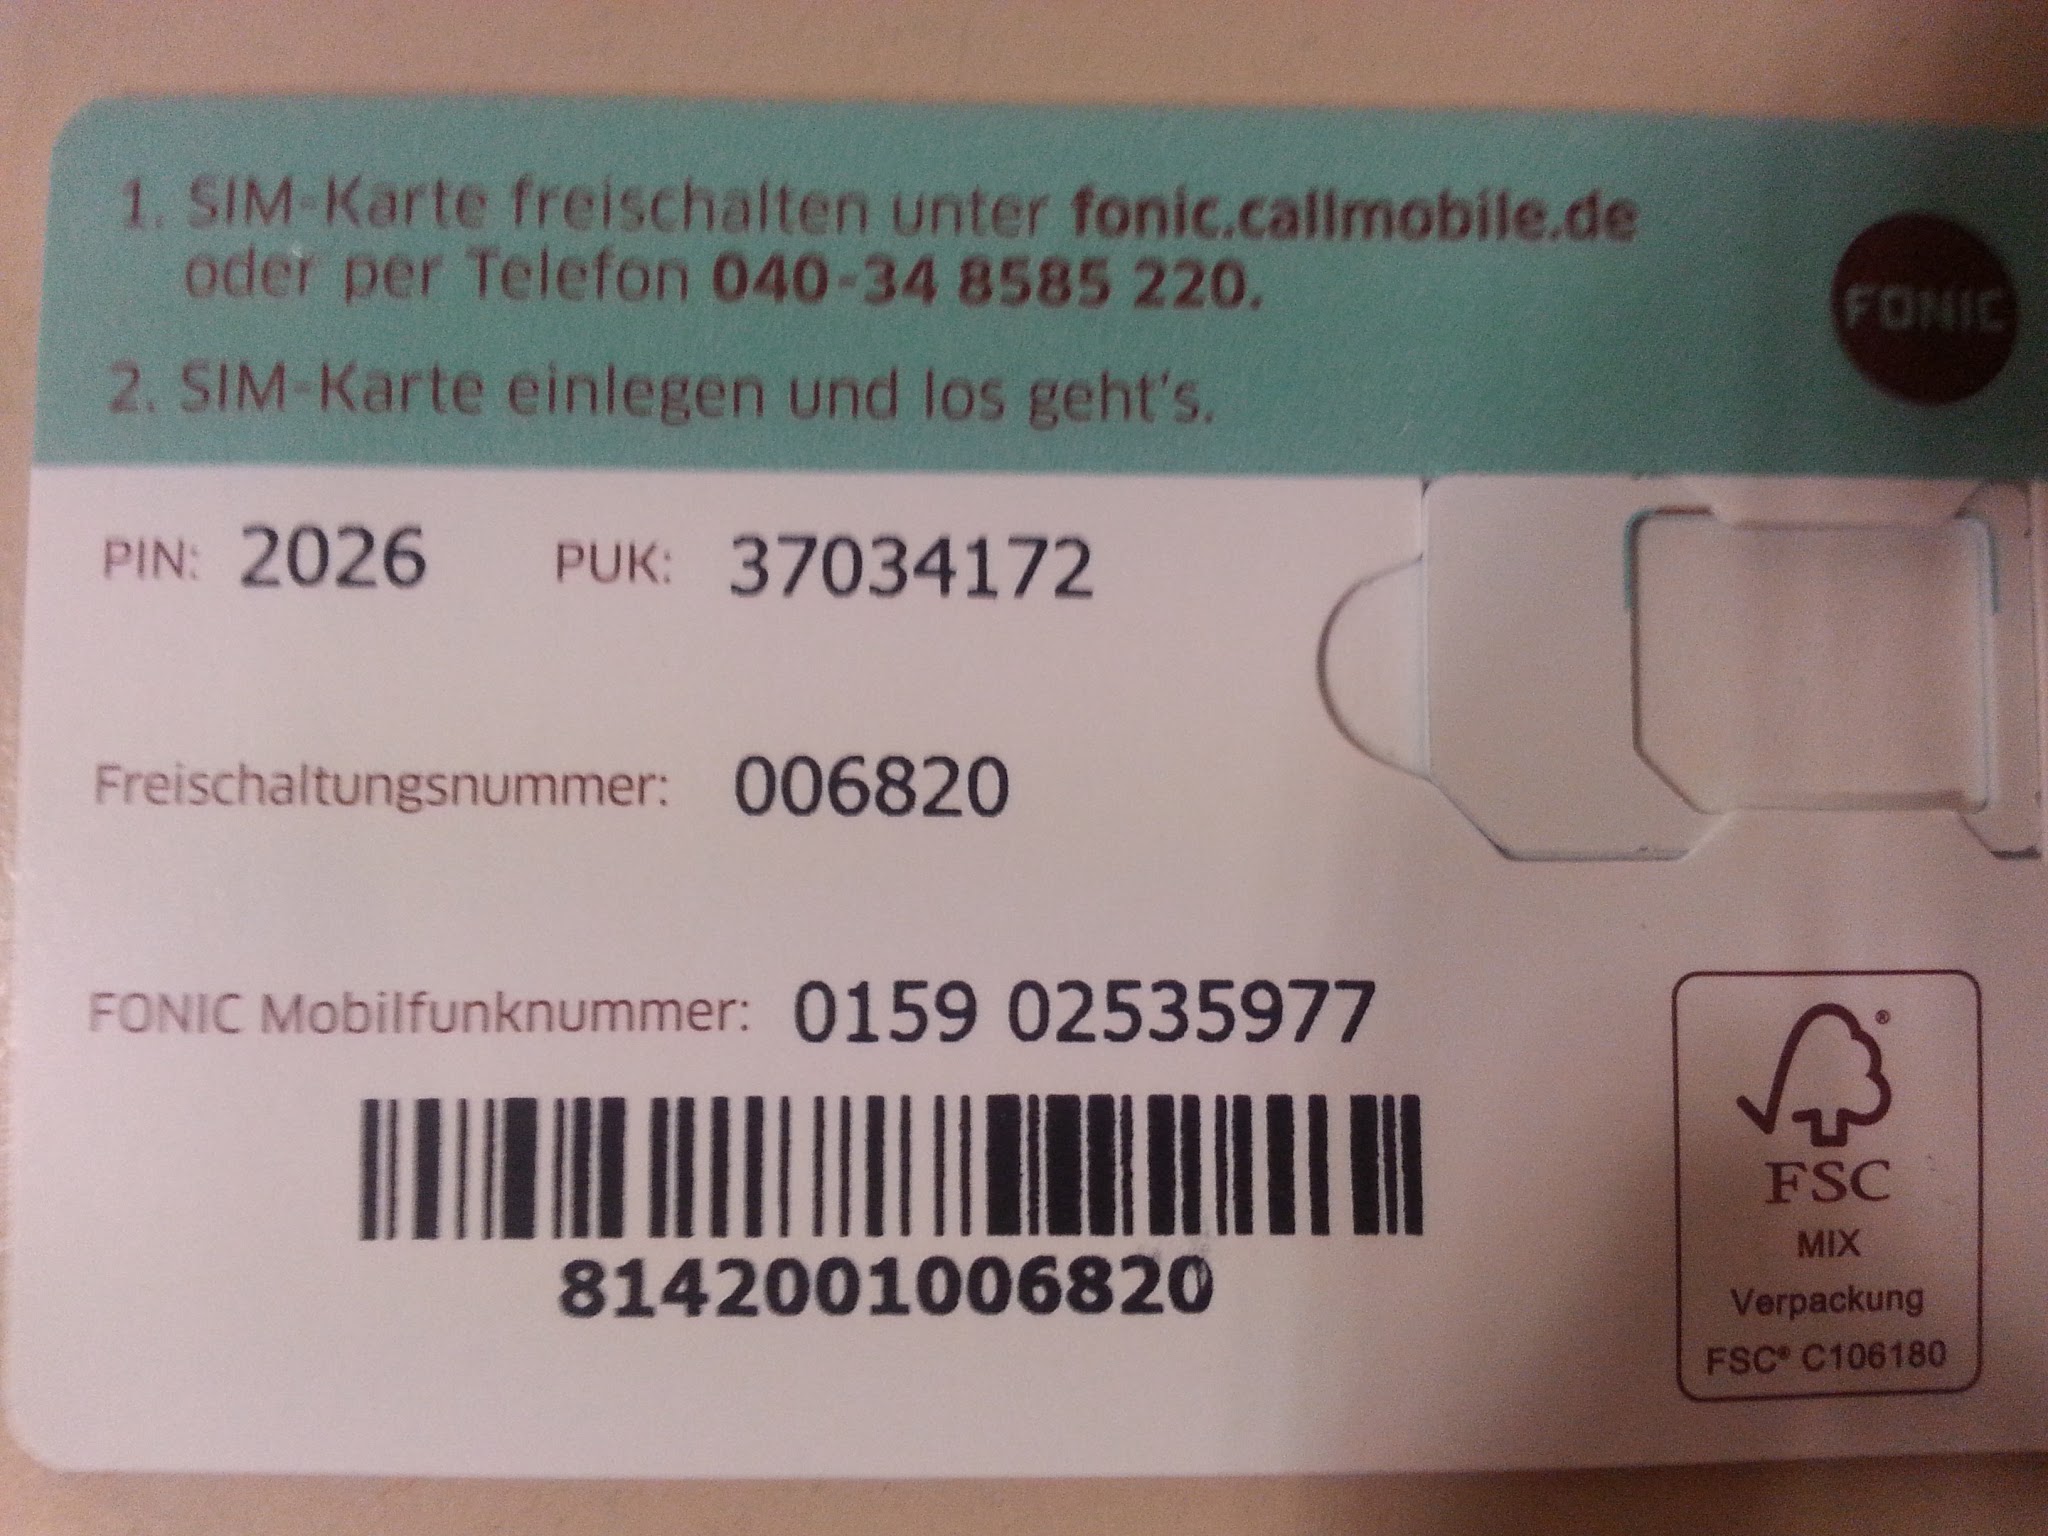 1. SIM-Karte freischalten unter fonic.callmobile.de
oder per Telefon 040-34 8585 220.
FONIC
2. SIM-Karte einlegen und los geht's.
PIN: 2026 PUK: 37034172
Freischaltungsnummer: 006820
FONIC Mobilfunknummer: 0159 02535977
8142001006820
®
FSC
MIX
Verpackung
FSC® C106180